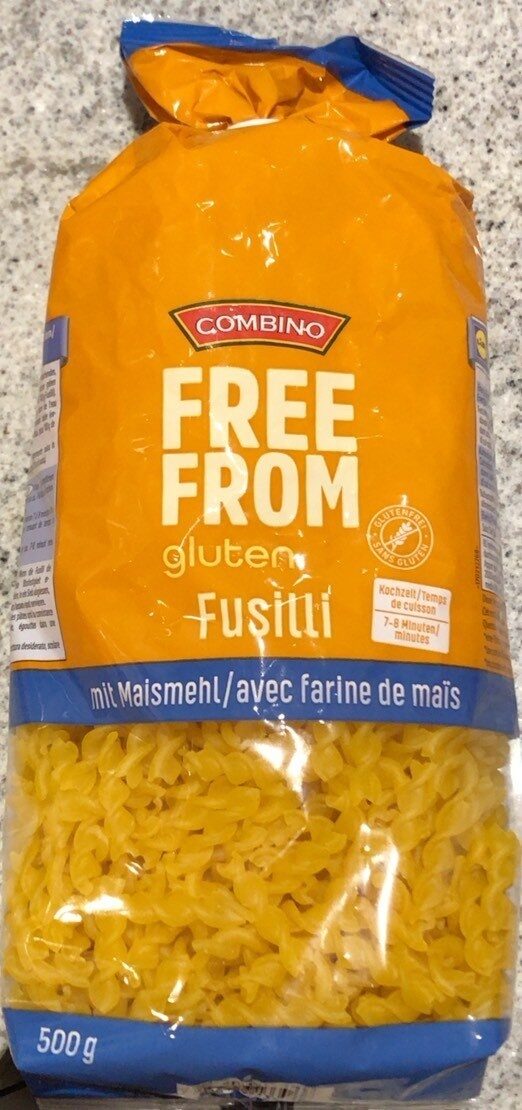 COMBINO
FREE
FROM
gluten
Fusilli
GLUTENFREI
SANS GLUTEN
Kochzeit/Temps
de cuisson
7-8 Minuten/
minutes
mit Maismehl/avec farine de maïs
500 g